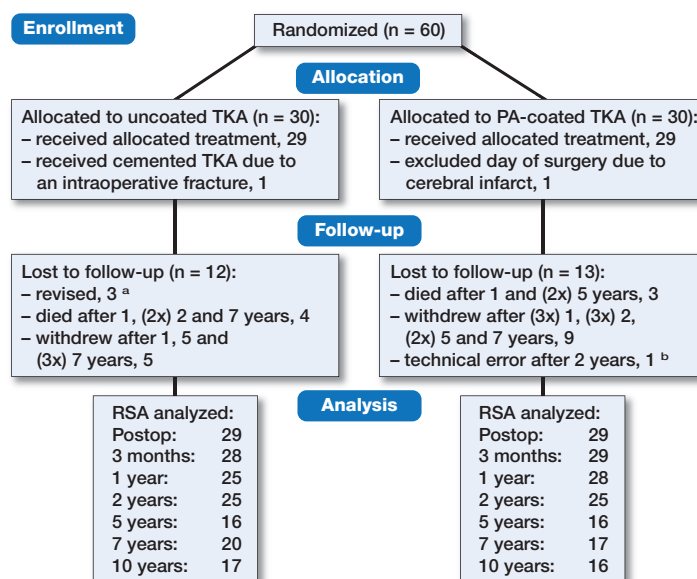 Enrollment
Randomized (n = 60)
Allocation
Allocated to uncoated TKA (n = 30):
– received allocated treatment, 29
– received cemented TKA due to
an intraoperative fracture, 1
Allocated to PA-coated TKA (n = 30):
– received allocated treatment, 29
– excluded day of surgery due to
cerebral infarct, 1
Follow-up
Lost to follow-up (n = 12):
– revised, 3 a
– died after 1, (2x) 2 and 7 years, 4
– withdrew after 1, 5 and
(3x) 7 years, 5
Lost to follow-up (n = 13):
– died after 1 and (2x) 5 years, 3
– withdrew after (3x) 1, (3x) 2,
(2x) 5 and 7 years, 9
– technical error after 2 years, 1 b
Analysis
RSA analyzed:
Postop: 29
3 months: 28
1 year: 25
2 years: 25
5 years: 16
7 years: 20
10 years: 17
RSA analyzed:
Postop: 29
3 months: 29
1 year: 28
2 years: 25
5 years: 16
7 years: 17
10 years: 16